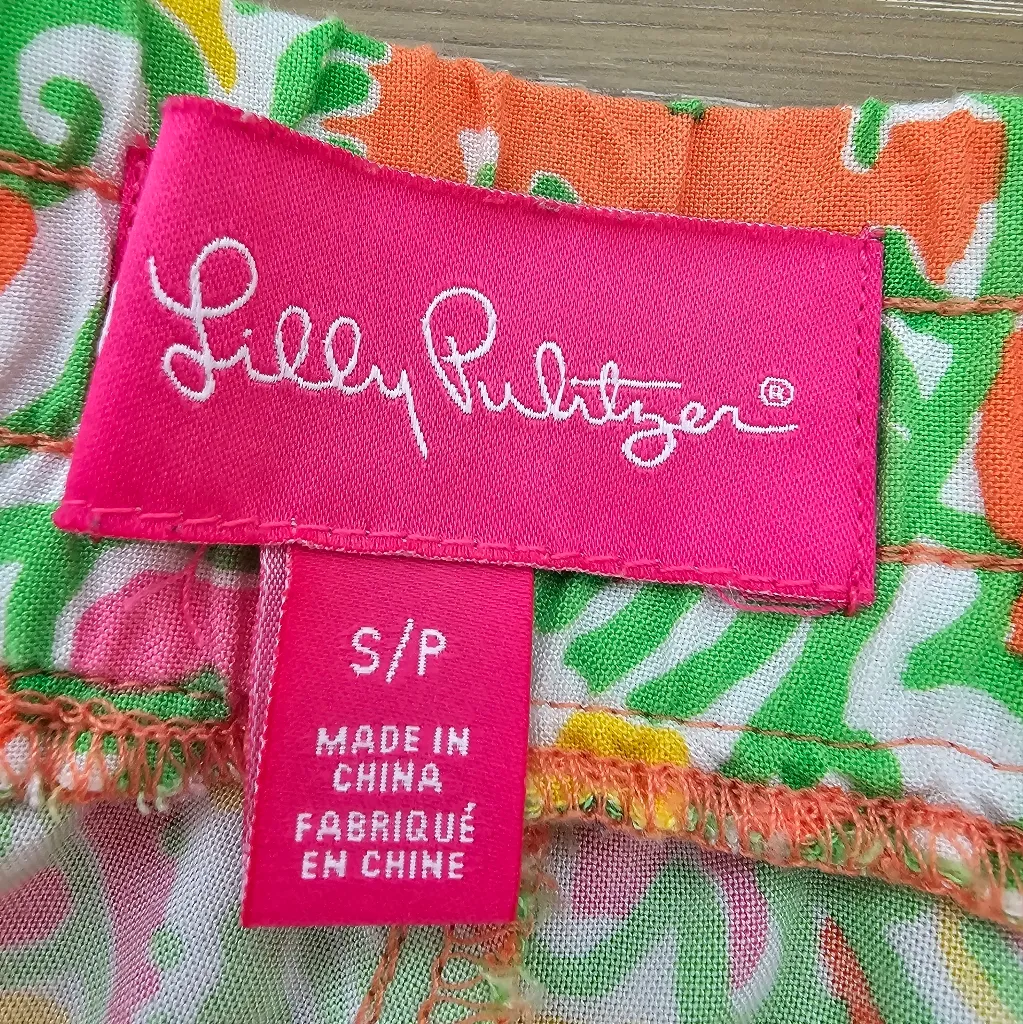 Lilly Pulitzer®
S/P
MADE IN
CHINA
FABRIQUÉ
EN CHINE